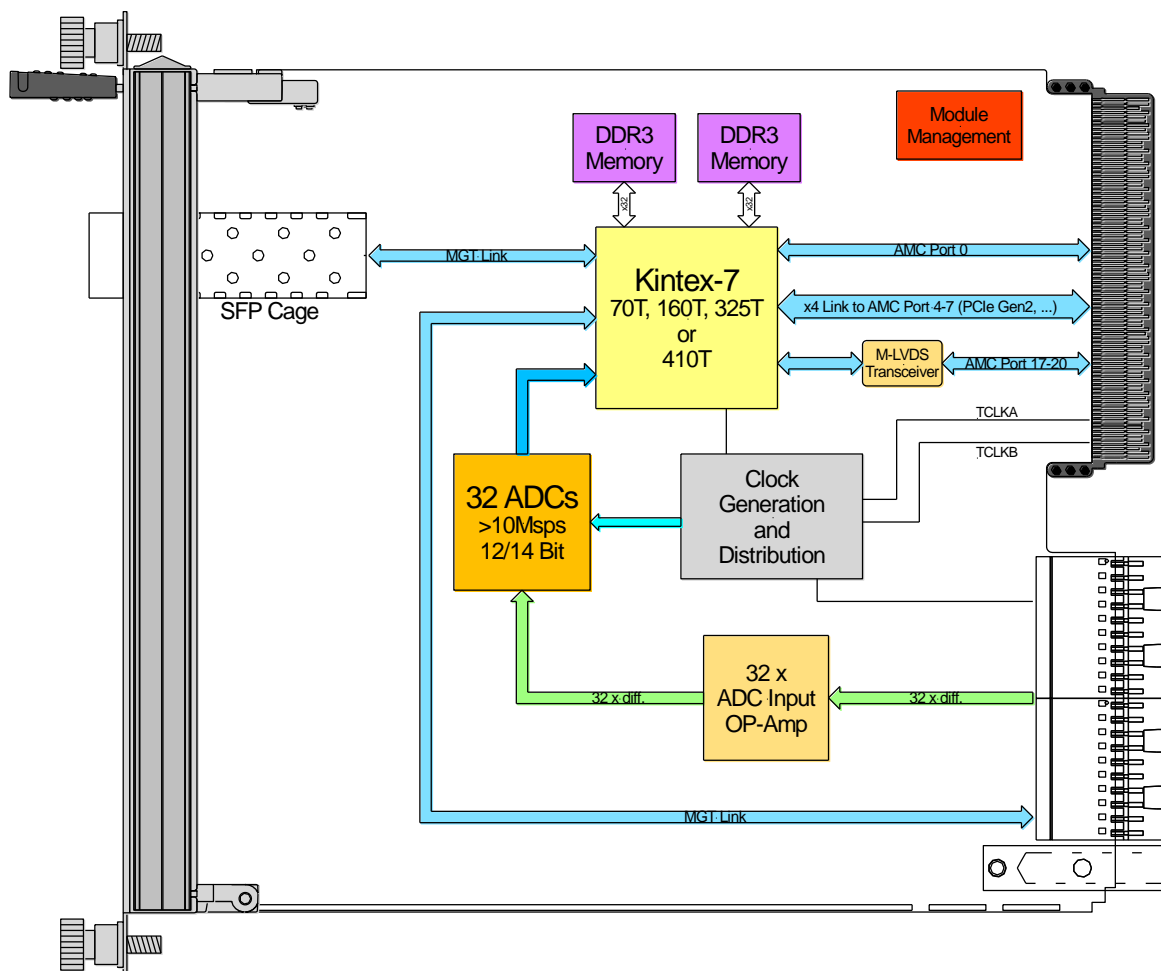 DDR3
Memory
DDR3
Memory
Module
Management
x32
x32
MGT Link
SFP Cage
Kintex-7
70T, 160T, 325T
or
410T
AMC Port 0
x4 Link to AMC Port 4-7 (PCIe Gen2, ...)
M-LVDS
Transceiver
AMC Port 17-20
TCLKA
TCLKB
32 ADCs
>10Msps
12/14 Bit
Clock
Generation
and
Distribution
32 x diff.
32 x
ADC Input
OP-Amp
32 x diff.
MGT Link